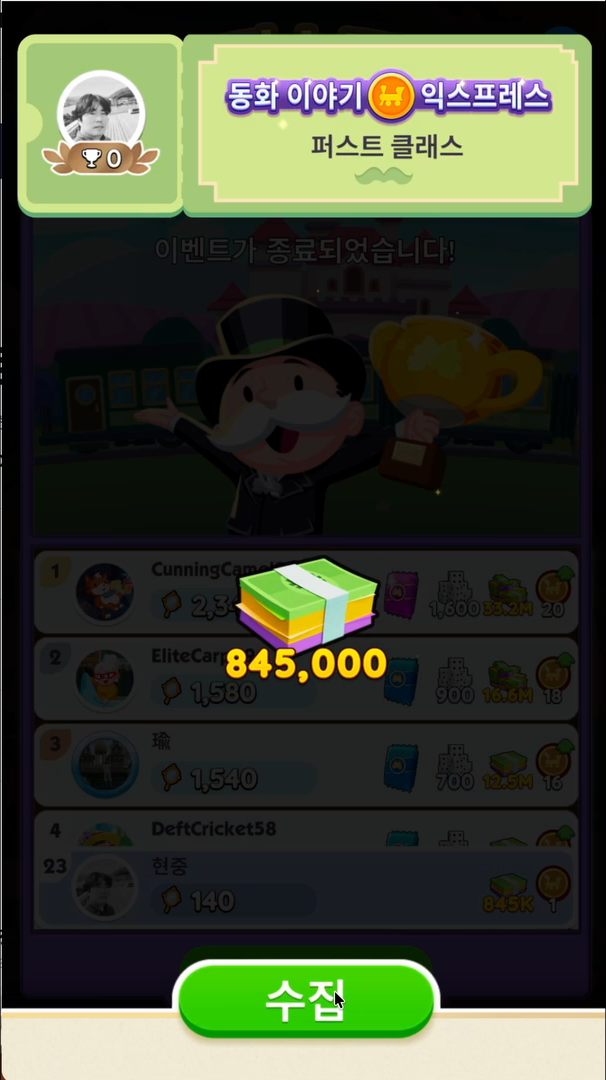 동화 이야기 익스프레스
퍼스트 클래스
0
이벤트가 종료되었습니다!
1
1,600 33.2M 20
845,000
2
1,580
900 16.6M 18
3 瑜
1,540
700 12.5M 16
4 DeftCricket58
23 현중
140
845K 1
수집